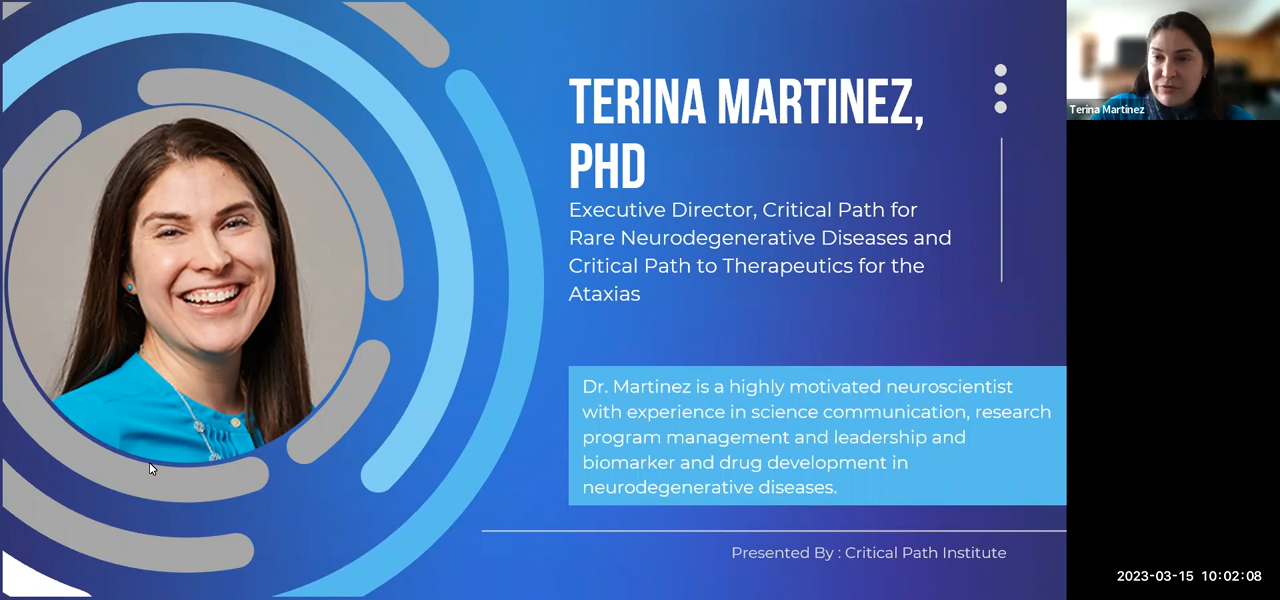 TERINA MARTINEZ,
PHD
Executive Director, Critical Path for
Rare Neurodegenerative Diseases and
Critical Path to Therapeutics for the
Ataxias
Dr. Martinez is a highly motivated neuroscientist
with experience in science communication, research
program management and leadership and
biomarker and drug development in
neurodegenerative diseases.
Presented By : Critical Path Institute
Terina Martinez
2023-03-15 10:02:08